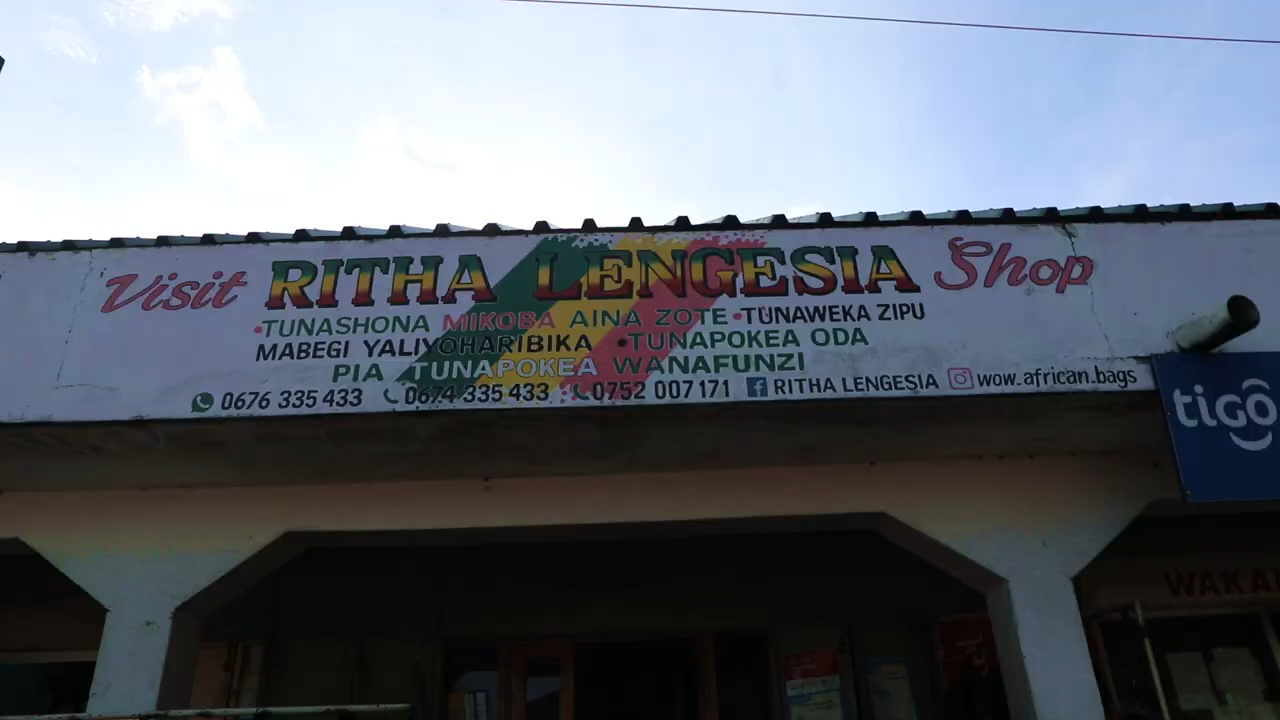 Visit RITHA LENGESIA Shop
•TUNASHONA MIKOBA AINA ZOTE •TUNAWEKA ZIPU
MABEGI YALIYOHARIBIKA •TUNAPOKEA ODA
PIA TUNAPOKEA WANAFUNZI
0676 335 433 0674 335 433 0752 007 171 RITHA LENGESIA wow.african.bags
tiGO